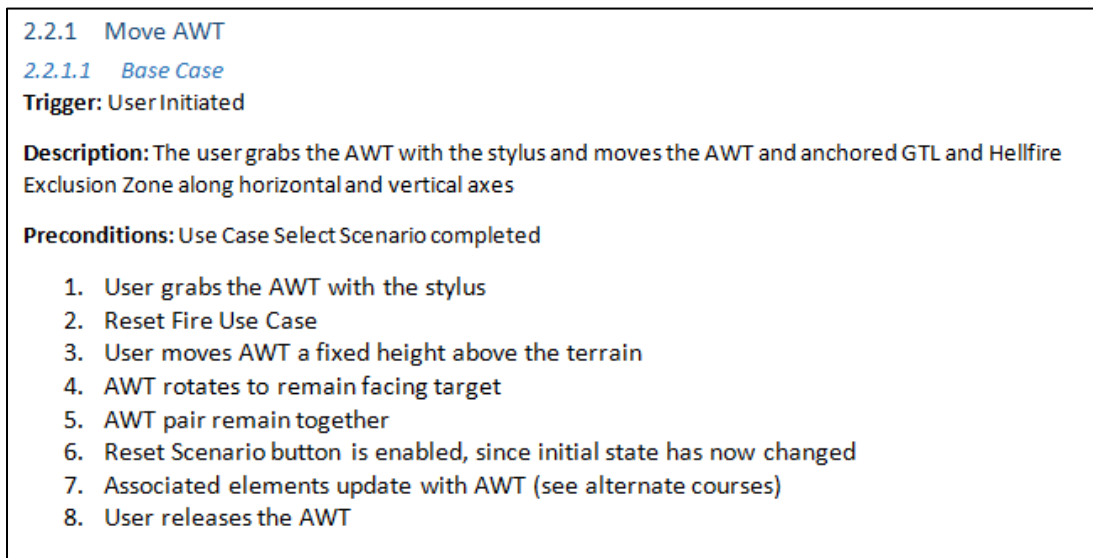 2.2.1 Move AWT
2.2.1.1 Base Case
Trigger: User Initiated
Description: The user grabs the AWT with the stylus and moves the AWT and anchored GTL and Hellfire
Exclusion Zone along horizontal and vertical axes
Preconditions: Use Case Select Scenario completed
1. User grabs the AWT with the stylus
2. Reset Fire Use Case
3. User moves AWT a fixed height above the terrain
4. AWT rotates to remain facing target
5. AWT pair remain together
6. Reset Scenario button is enabled, since initial state has now changed
7. Associated elements update with AWT (see alternate courses)
8. User releases the AWT